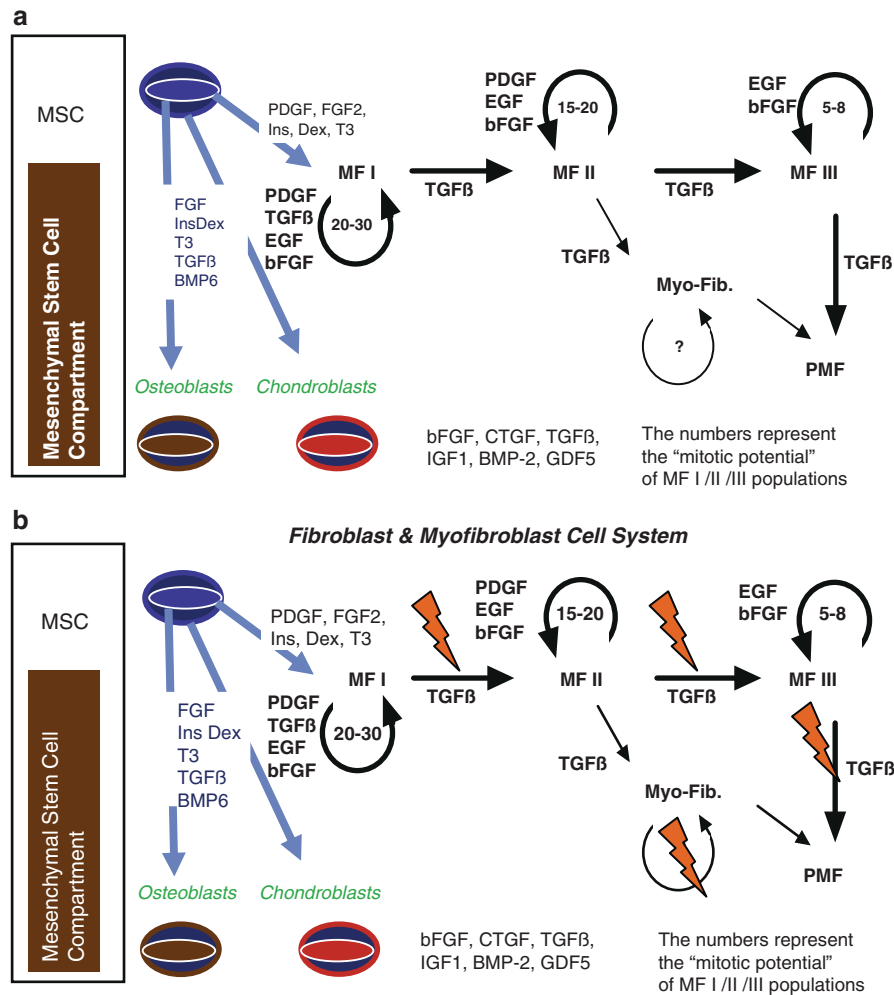 a
MSC
Mesenchymal Stem Cell
Compartment
PDGF, FGF2,
Ins, Dex, T3
FGF
InsDex
T3
TGFß
BMP6
MF I
PDGF
TGFß
EGF
bFGF
20-30
TGFß
PDGF
EGF
bFGF
15-20
MF II
TGFß
EGF
bFGF
5-8
MF III
TGFß
TGFß
Myo-Fib.
?
PMF
Osteoblasts
Chondroblasts
bFGF, CTGF, TGFß,
IGF1, BMP-2, GDF5
The numbers represent
the “mitotic potential”
of MF I /II /III populations
b
Fibroblast & Myofibroblast Cell System
MSC
Mesenchymal Stem Cell
Compartment
PDGF, FGF2,
Ins, Dex, T3
FGF
Ins Dex
T3
TGFß
BMP6
MF I
PDGF
TGFß
EGF
bFGF
20-30
TGFß
PDGF
EGF
bFGF
15-20
MF II
TGFß
EGF
bFGF
5-8
MF III
TGFß
TGFß
Myo-Fib.
PMF
Osteoblasts
Chondroblasts
bFGF, CTGF, TGFß,
IGF1, BMP-2, GDF5
The numbers represent
the “mitotic potential”
of MF I /II /III populations